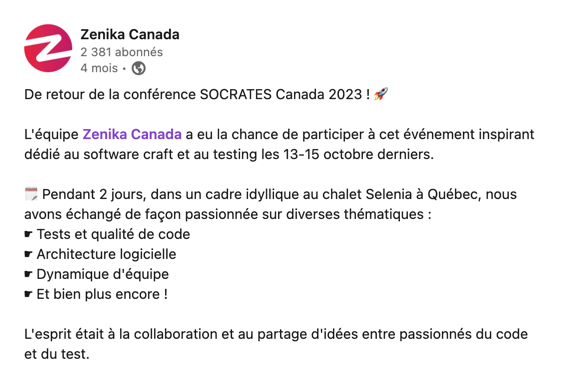 Zenika Canada
2 381 abonnés
4 mois •
De retour de la conférence SOCRATES Canada 2023 ! 🚀
L'équipe Zenika Canada a eu la chance de participer à cet événement inspirant
dédié au software craft et au testing les 13-15 octobre derniers.
🗒️ Pendant 2 jours, dans un cadre idyllique au chalet Selenia à Québec, nous
avons échangé de façon passionnée sur diverses thématiques :
☛ Tests et qualité de code
☛ Architecture logicielle
☛ Dynamique d'équipe
☛ Et bien plus encore !
L'esprit était à la collaboration et au partage d'idées entre passionnés du code
et du test.